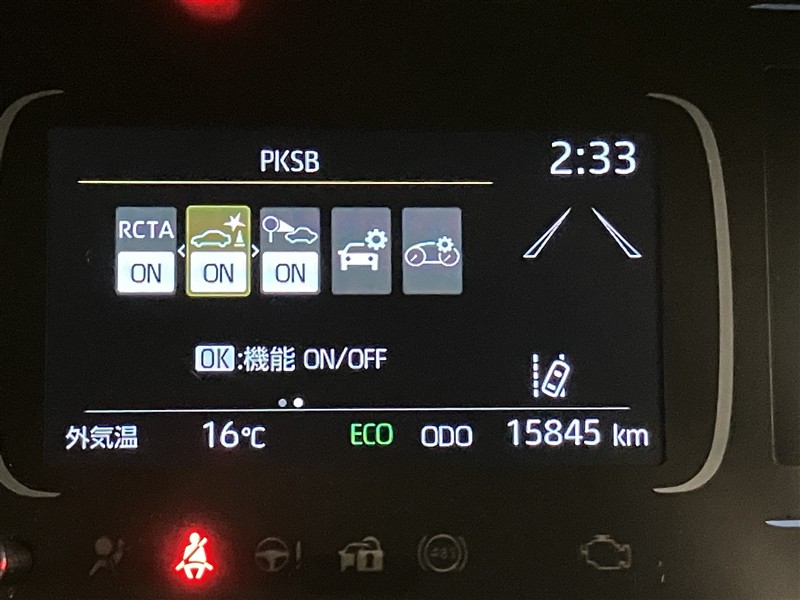 PKSB 2:33
RCTA
ON ON ON
OK:機能 ON/OFF
外気温 16℃ ECO ODO 15845 km